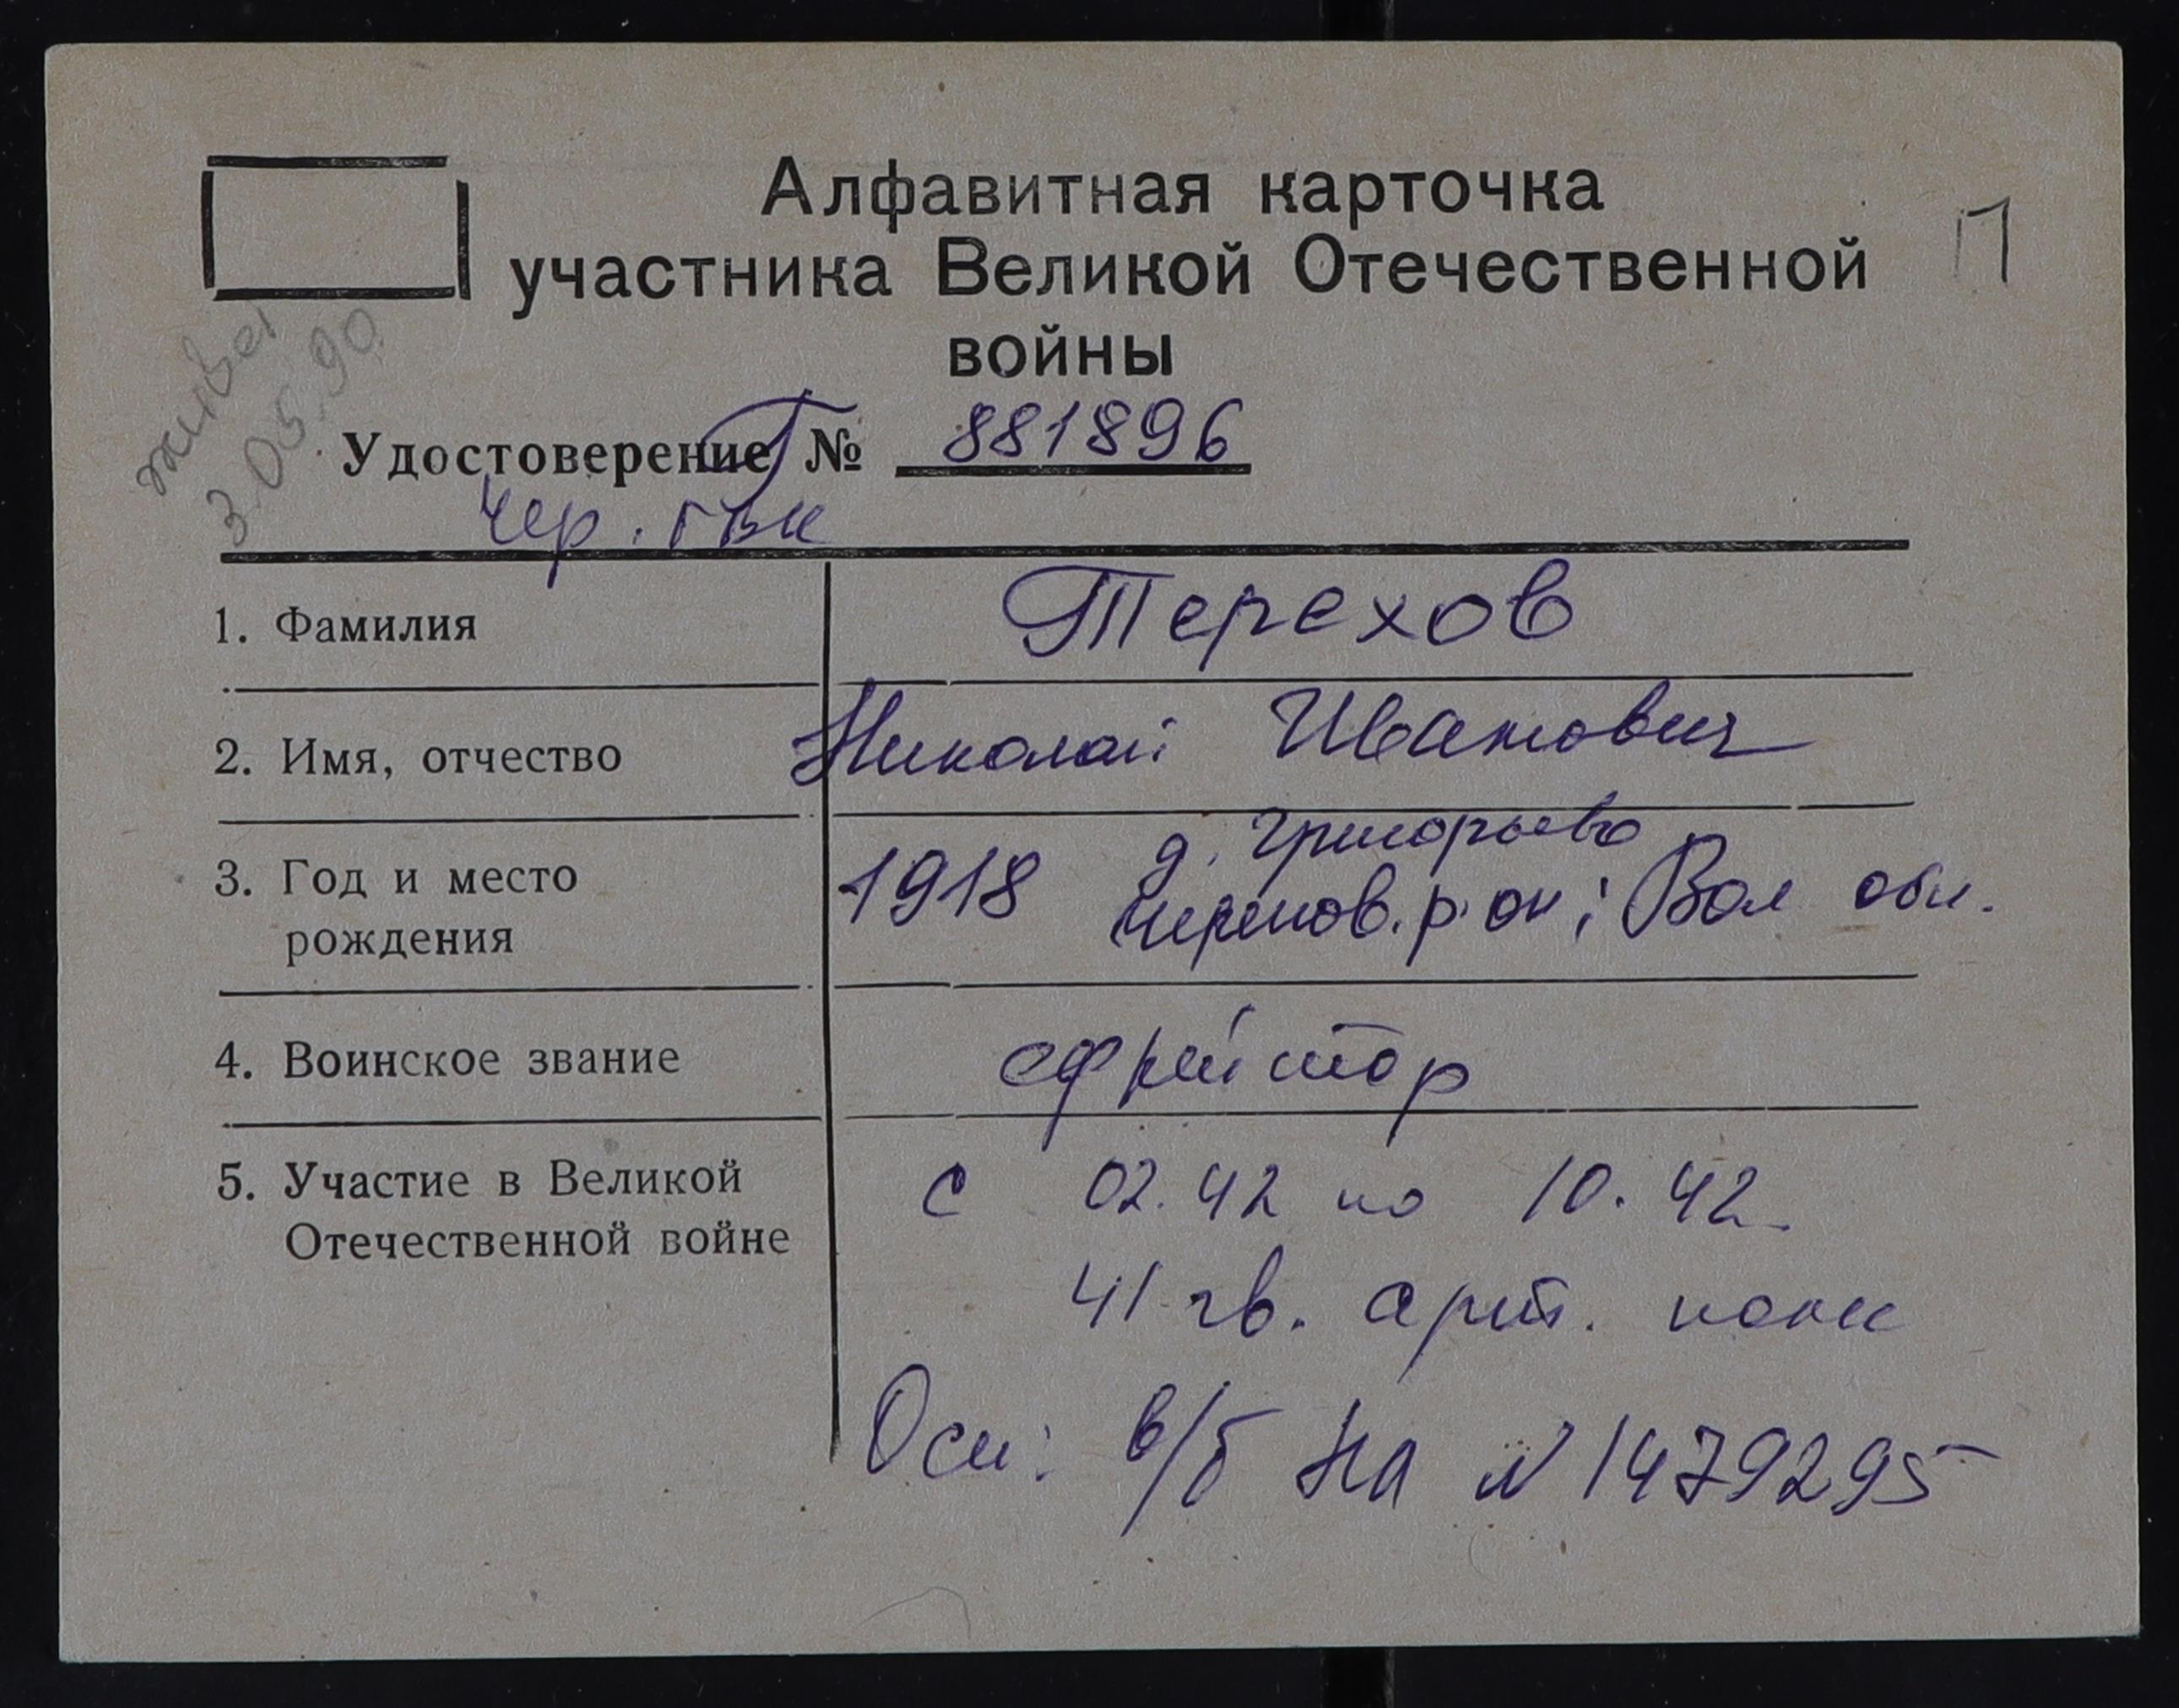 Алфавитная карточка
участника Великой Отечественной
войны
П
живет
3.05.90
Удостоверение № 881896
Г
Чер. ГВК
1. Фамилия Терехов
2. Имя, отчество Николай Иванович
3. Год и место 1918 д. Григорьево
рождения Черепов. р-он; Вол обл.
4. Воинское звание ефрейтор
5. Участие в Великой с 02.42 по 10.42
Отечественной войне 41 гв. арт. полк
Осн: в/б НА № 1479295